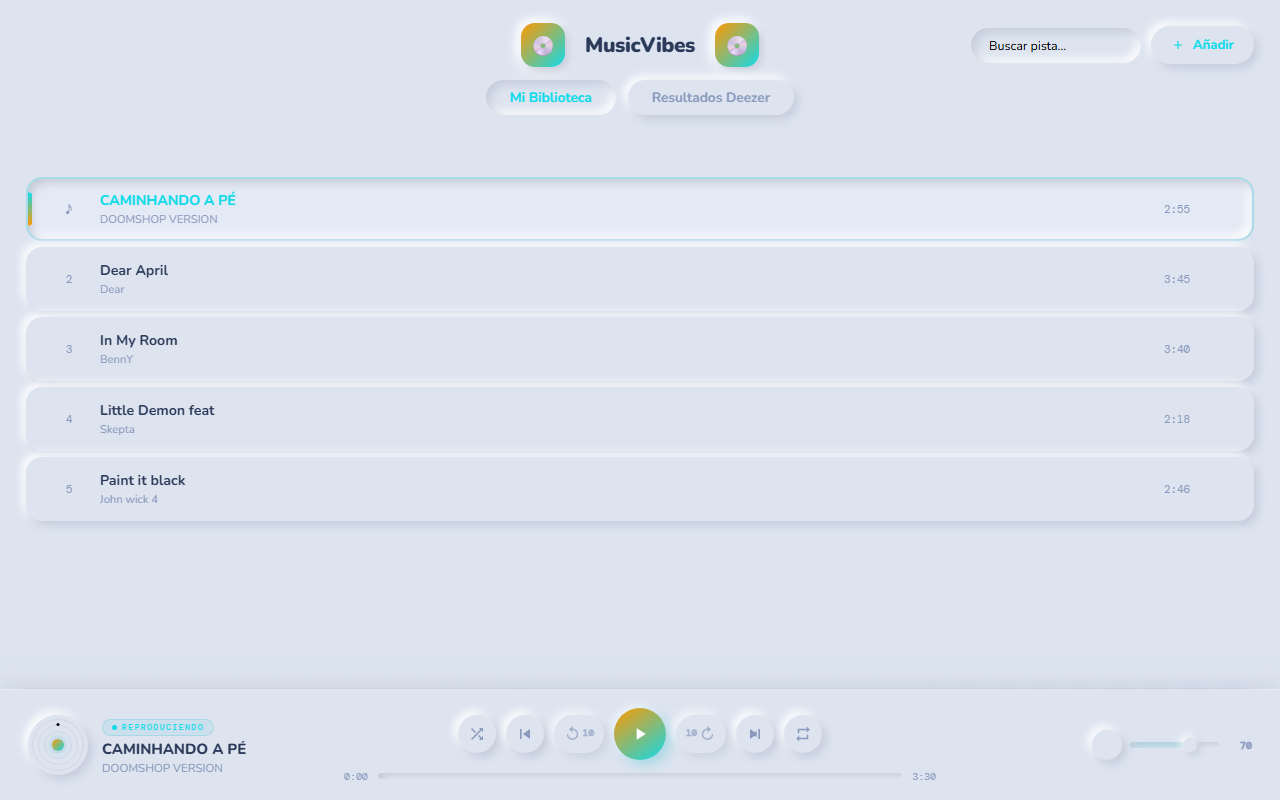 MusicVibes
Buscar pista...
+ Añadir
Mi Biblioteca
Resultados Deezer
♪ CAMINHANDO A PÉ 2:55
DOOMSHOP VERSION
2 Dear April 3:45
Dear
3 In My Room 3:40
BennY
4 Little Demon feat 2:18
Skepta
5 Paint it black 2:46
John wick 4
REPRODUCIENDO
CAMINHANDO A PÉ
DOOMSHOP VERSION
10
10
0:00
3:30
70